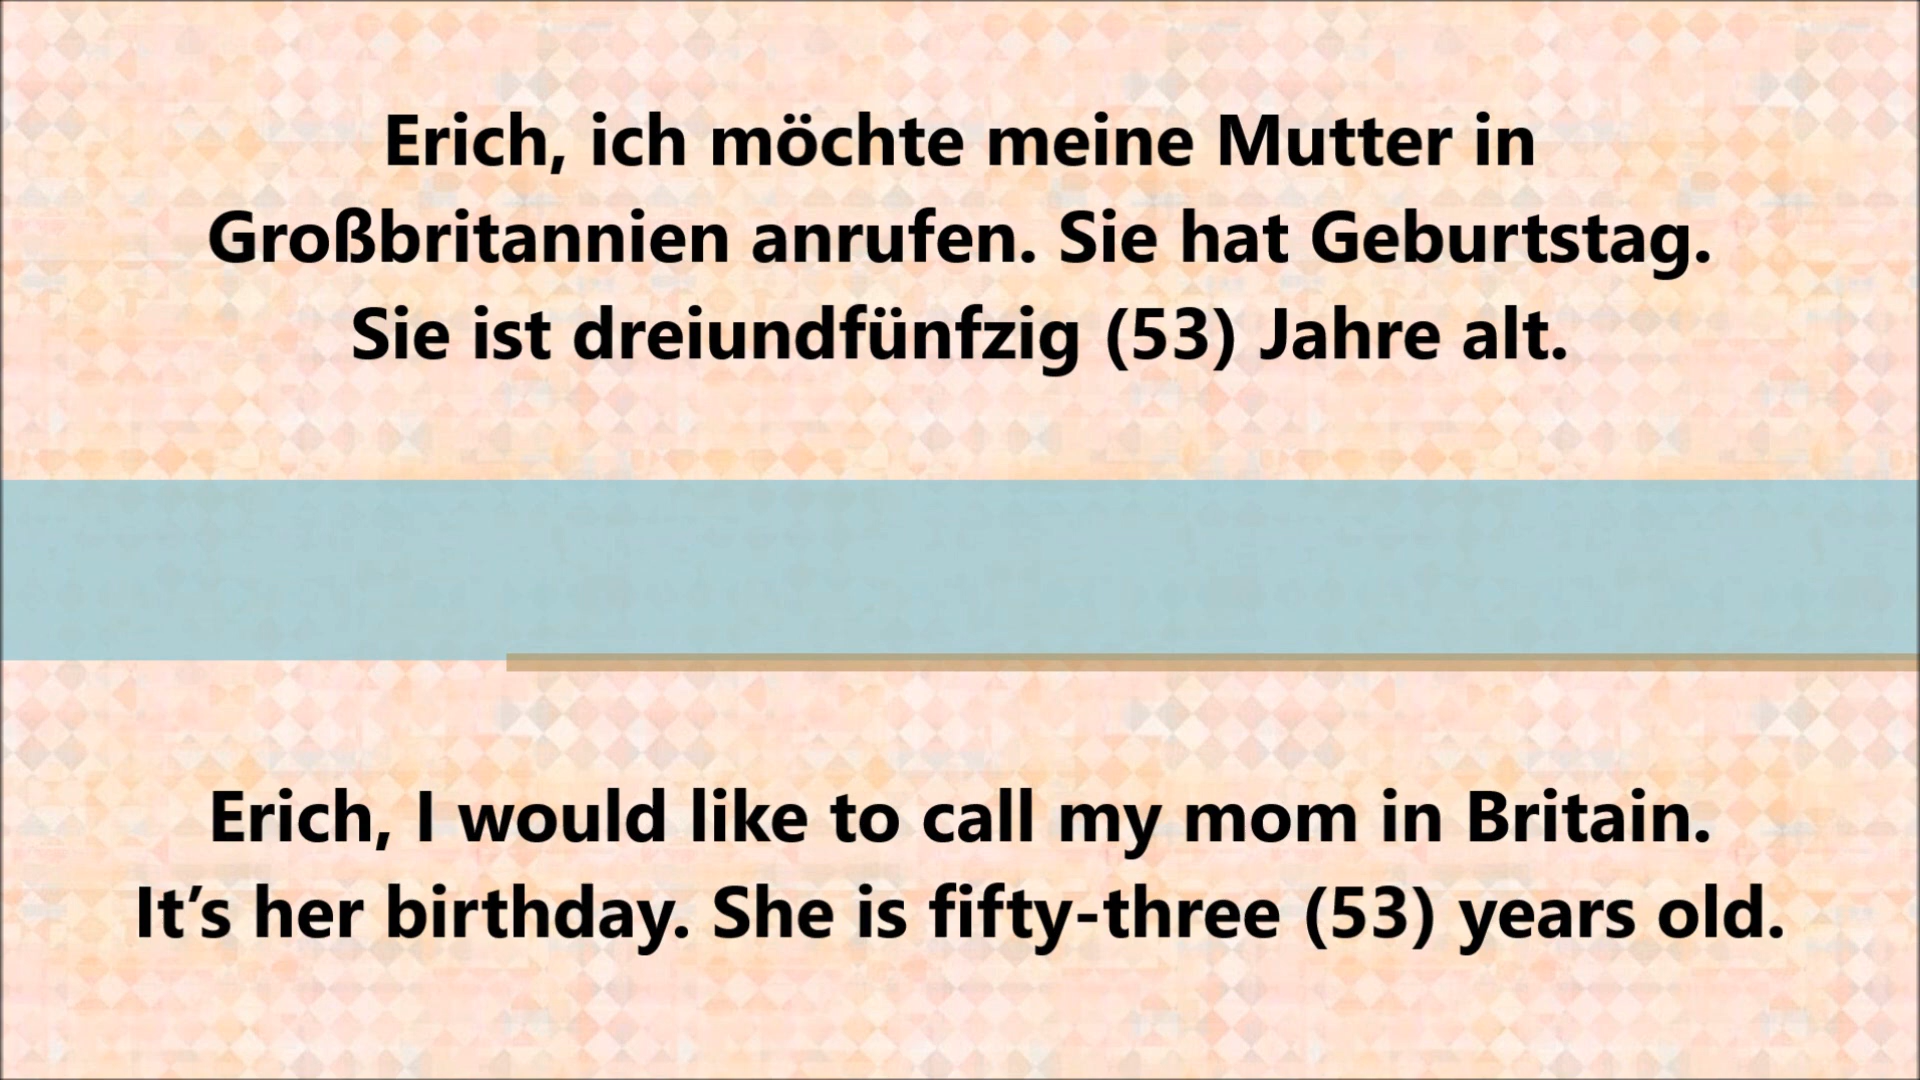 Erich, ich möchte meine Mutter in
Großbritannien anrufen. Sie hat Geburtstag.
Sie ist dreiundfünfzig (53) Jahre alt.
Erich, I would like to call my mom in Britain.
It’s her birthday. She is fifty-three (53) years old.